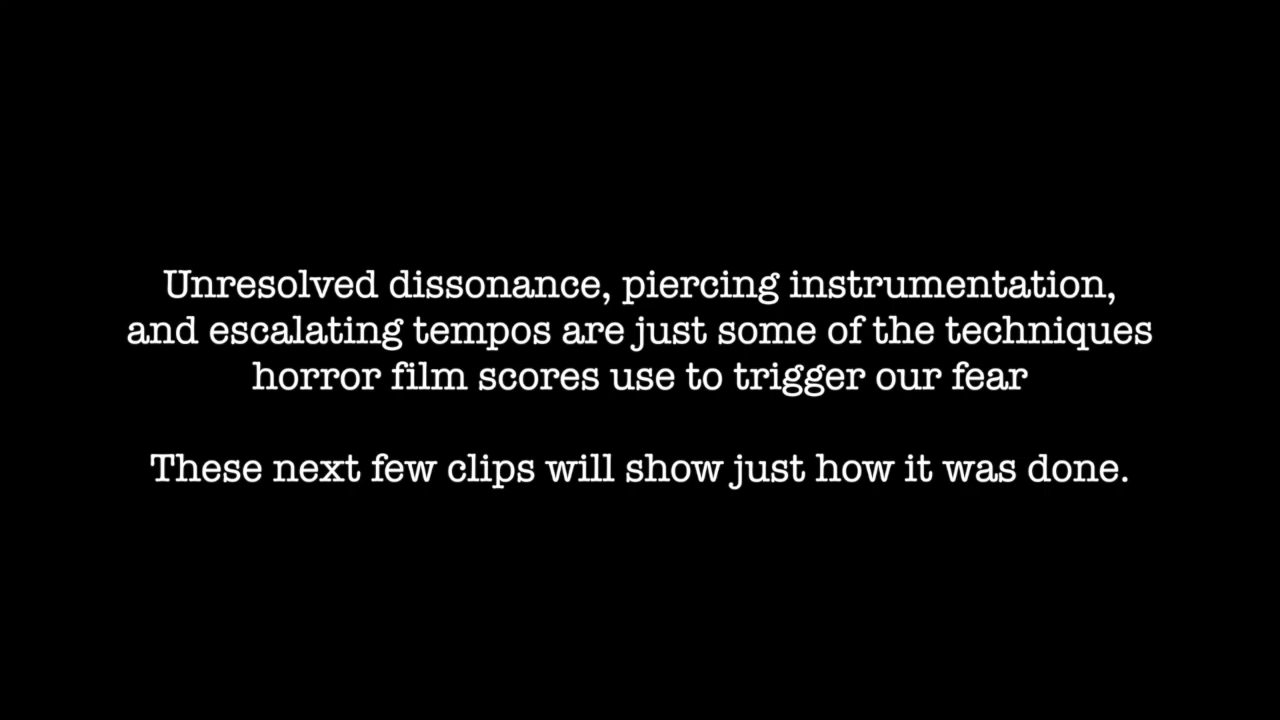 Unresolved dissonance, piercing instrumentation,
and escalating tempos are just some of the techniques
horror film scores use to trigger our fear
These next few clips will show just how it was done.